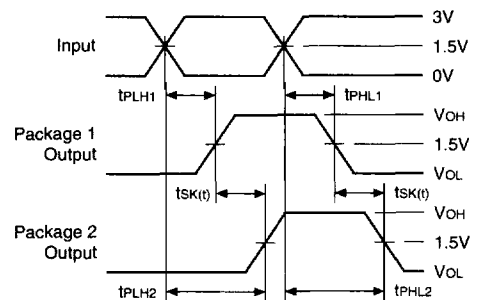 3V
Input
1.5V
0V
tPLH1
tPHL1
Package 1
Output
VOH
1.5V
VOL
tSK(t)
tSK(t)
Package 2
Output
VOH
1.5V
VOL
tPLH2
tPHL2